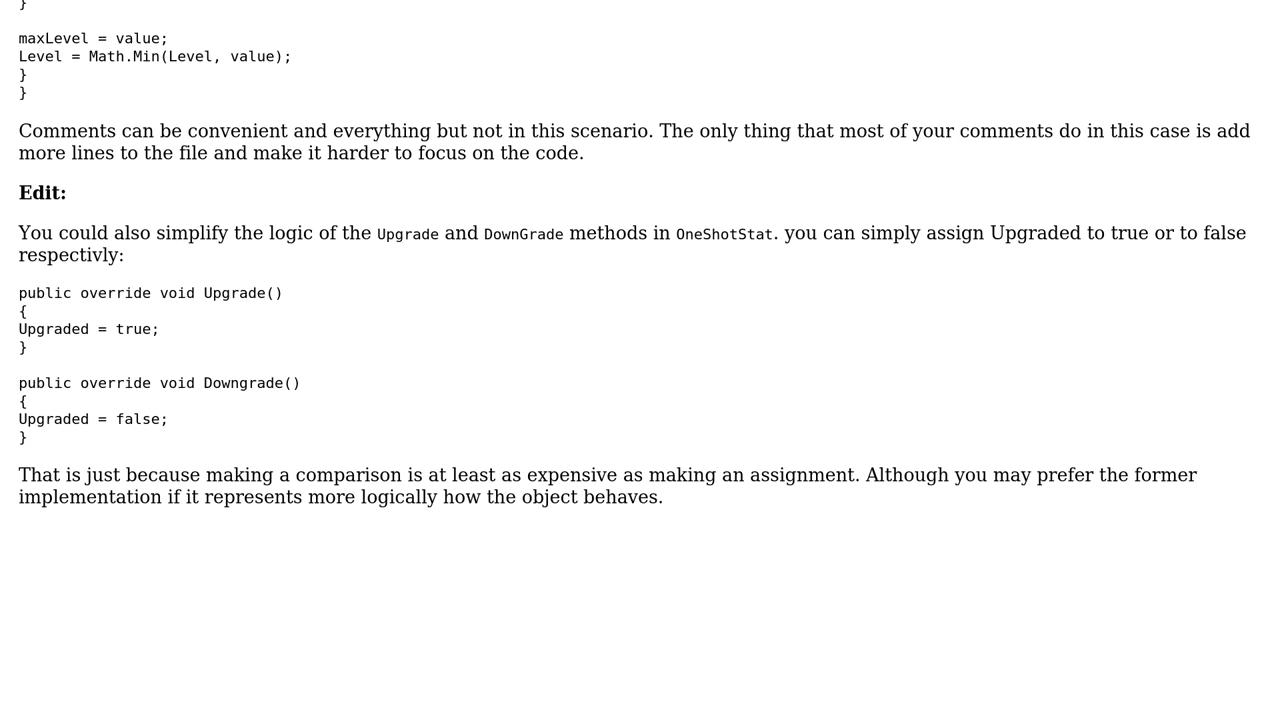 }
maxLevel = value;
Level = Math.Min(Level, value);
}
}
Comments can be convenient and everything but not in this scenario. The only thing that most of your comments do in this case is add
more lines to the file and make it harder to focus on the code.
Edit:
You could also simplify the logic of the Upgrade and DownGrade methods in OneShotStat. you can simply assign Upgraded to true or to false
respectivly:
public override void Upgrade()
{
Upgraded = true;
}
public override void Downgrade()
{
Upgraded = false;
}
That is just because making a comparison is at least as expensive as making an assignment. Although you may prefer the former
implementation if it represents more logically how the object behaves.